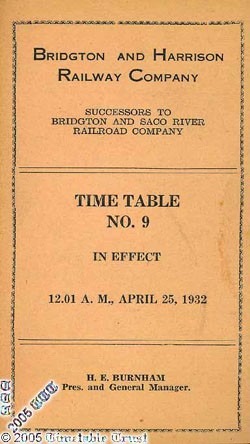 BRIDGTON AND HARRISON
RAILWAY COMPANY
SUCCESSORS TO
BRIDGTON AND SACO RIVER
RAILROAD COMPANY
TIME TABLE
NO. 9
IN EFFECT
12.01 A. M., APRIL 25, 1932
H. E. BURNHAM
Pres. and General Manager.
© 2005 Timetable Trust